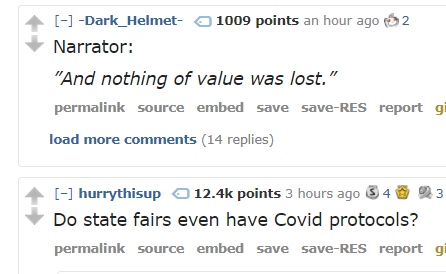 [–] -Dark_Helmet- 1009 points an hour ago 2
Narrator:
”And nothing of value was lost.”
permalink source embed save save-RES report gi
load more comments (14 replies)
[–] hurrythisup 12.4k points 3 hours ago S 4 3
Do state fairs even have Covid protocols?
permalink source embed save save-RES report gi